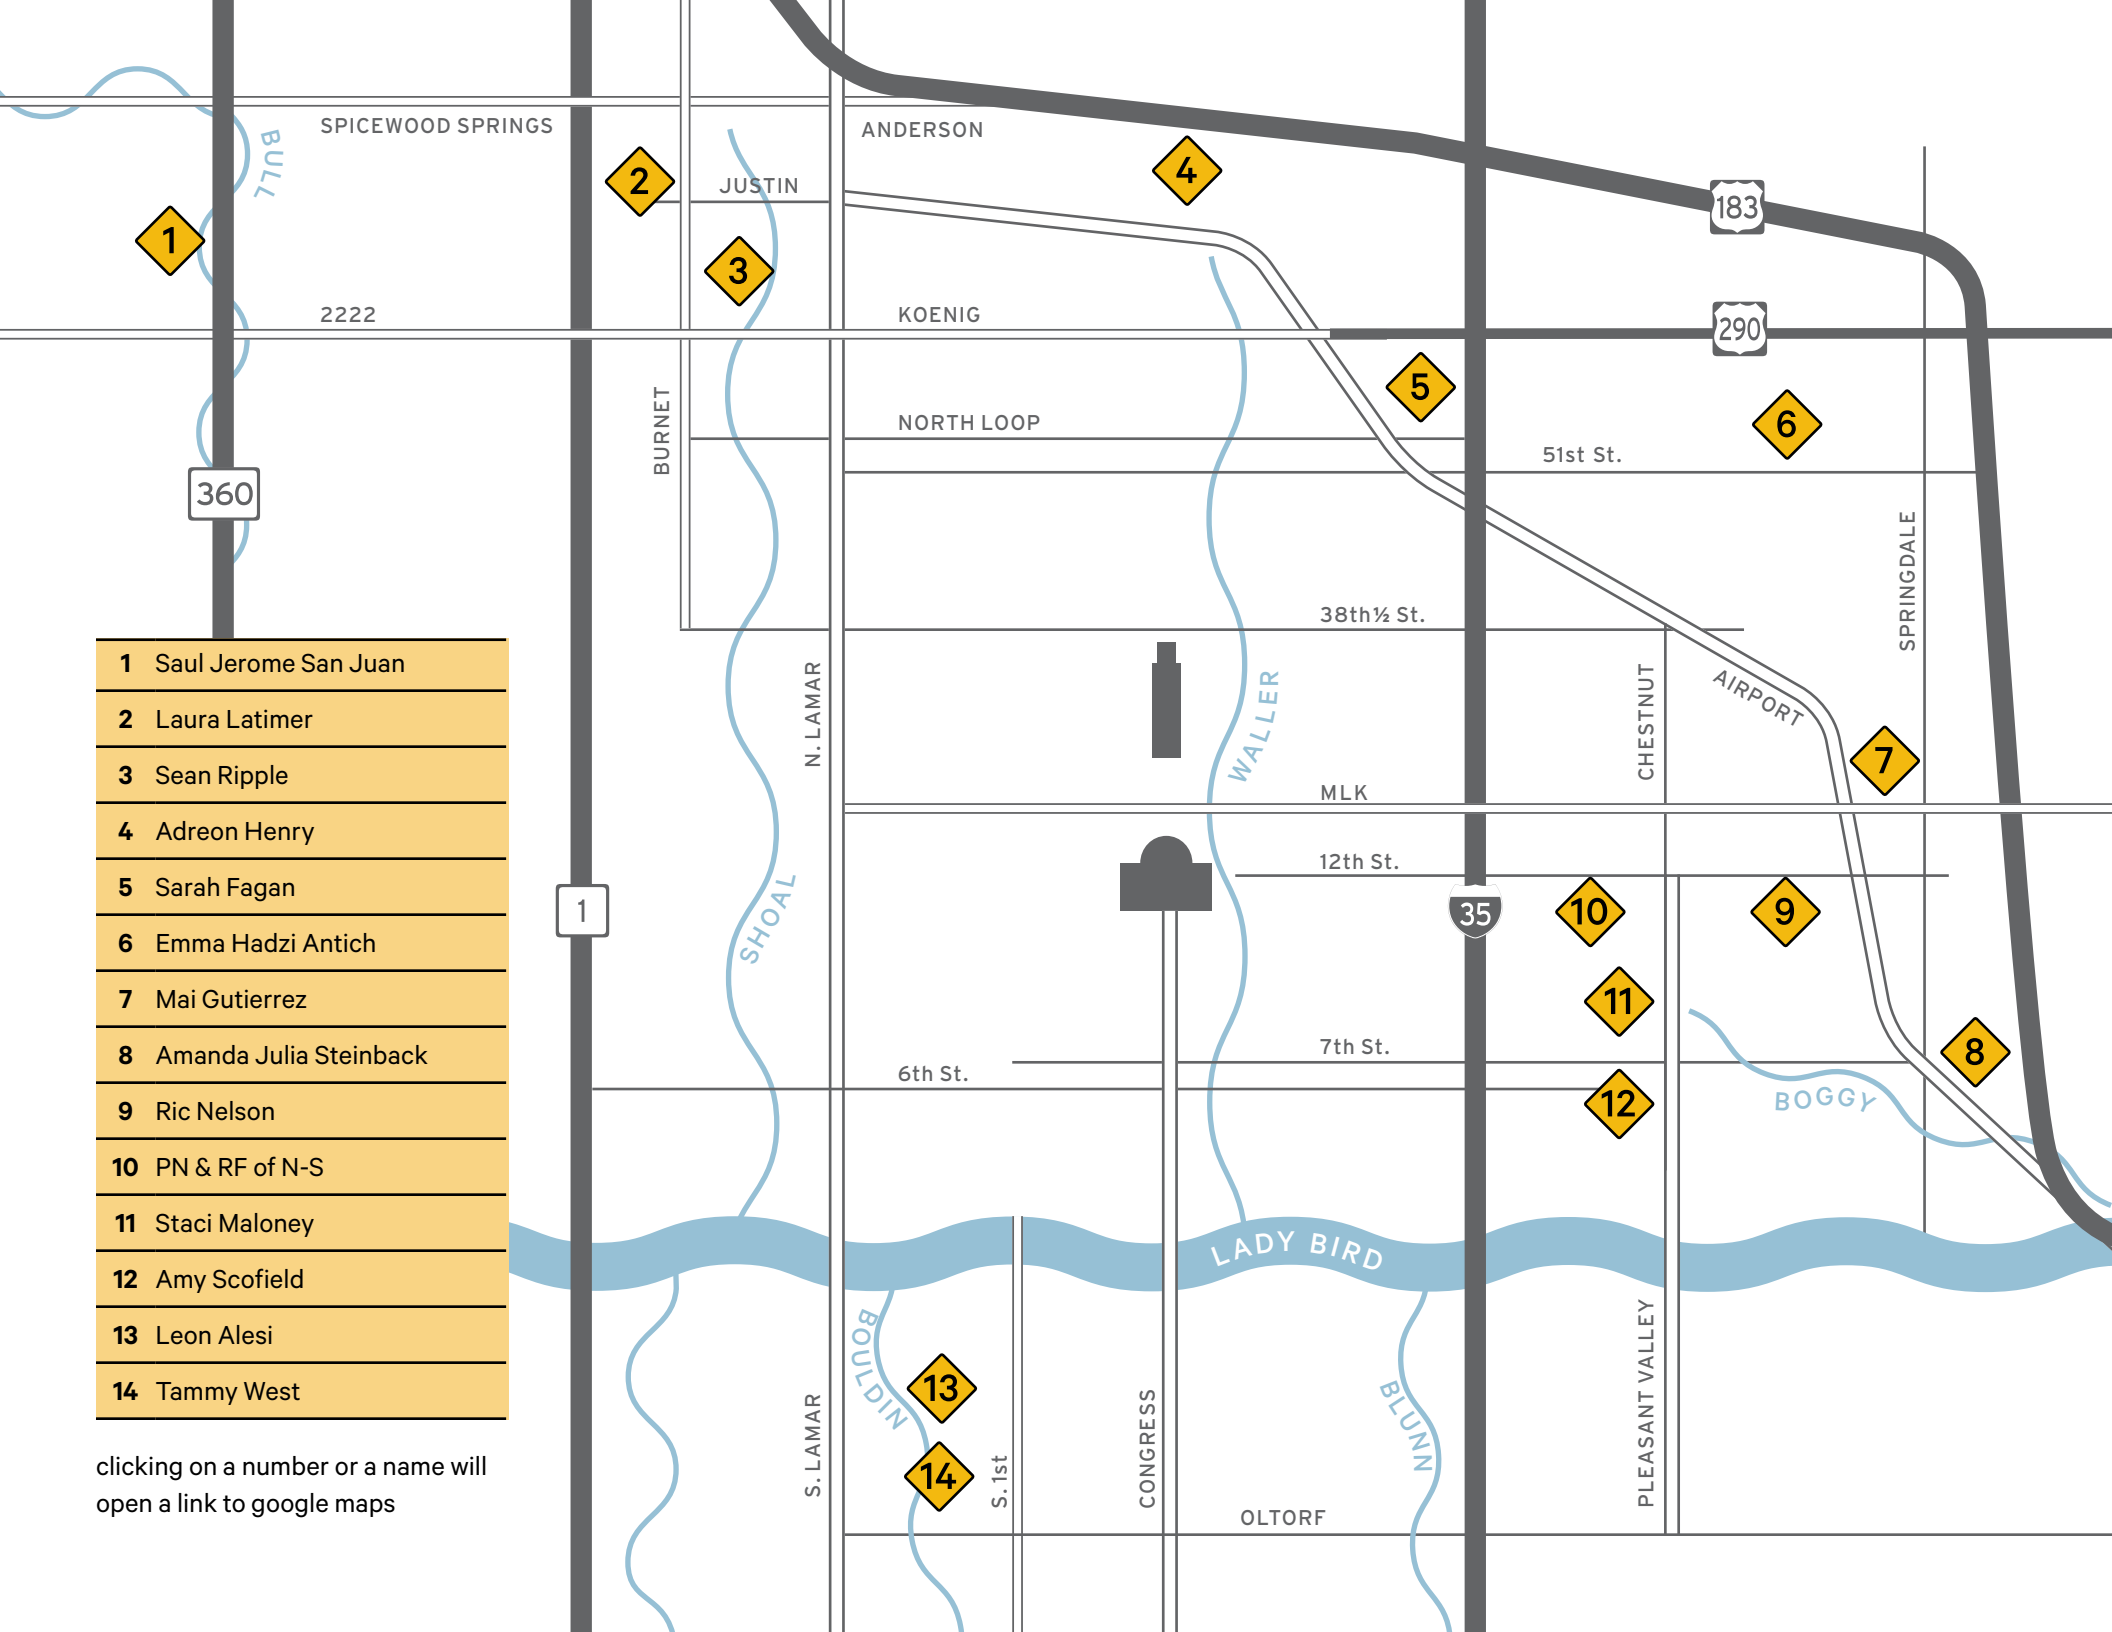 BULL
SPICEWOOD SPRINGS
ANDERSON
2
JUSTIN
4
183
1
3
2222
KOENIG
290
5
BURNET
NORTH LOOP
6
51st St.
360
SPRINGDALE
38th½ St.
1 Saul Jerome San Juan
2 Laura Latimer
3 Sean Ripple
4 Adreon Henry
5 Sarah Fagan
6 Emma Hadzi Antich
7 Mai Gutierrez
8 Amanda Julia Steinback
9 Ric Nelson
10 PN & RF of N-S
11 Staci Maloney
12 Amy Scofield
13 Leon Alesi
14 Tammy West
clicking on a number or a name will
open a link to google maps
N. LAMAR
WALLER
CHESTNUT
AIRPORT
7
MLK
12th St.
SHOAL
1
35
10
9
11
7th St.
8
6th St.
12
BOGGY
LADY BIRD
BOULDIN
13
BLUNN
PLEASANT VALLEY
S. LAMAR
14
S. 1st
CONGRESS
OLTORF